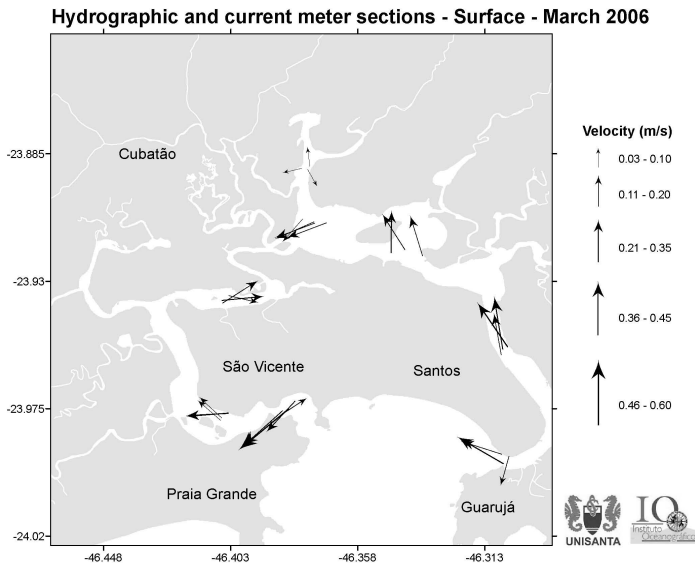 Hydrographic and current meter sections - Surface - March 2006
-23.885
-23.93
-23.975
-24.02
-46.448
-46.403
-46.358
-46.313
Cubatão
São Vicente
Santos
Praia Grande
Guarujá
Velocity (m/s)
0.03 - 0.10
0.11 - 0.20
0.21 - 0.35
0.36 - 0.45
0.46 - 0.60
UNISANTA
IO
Instituto
Oceanográfico